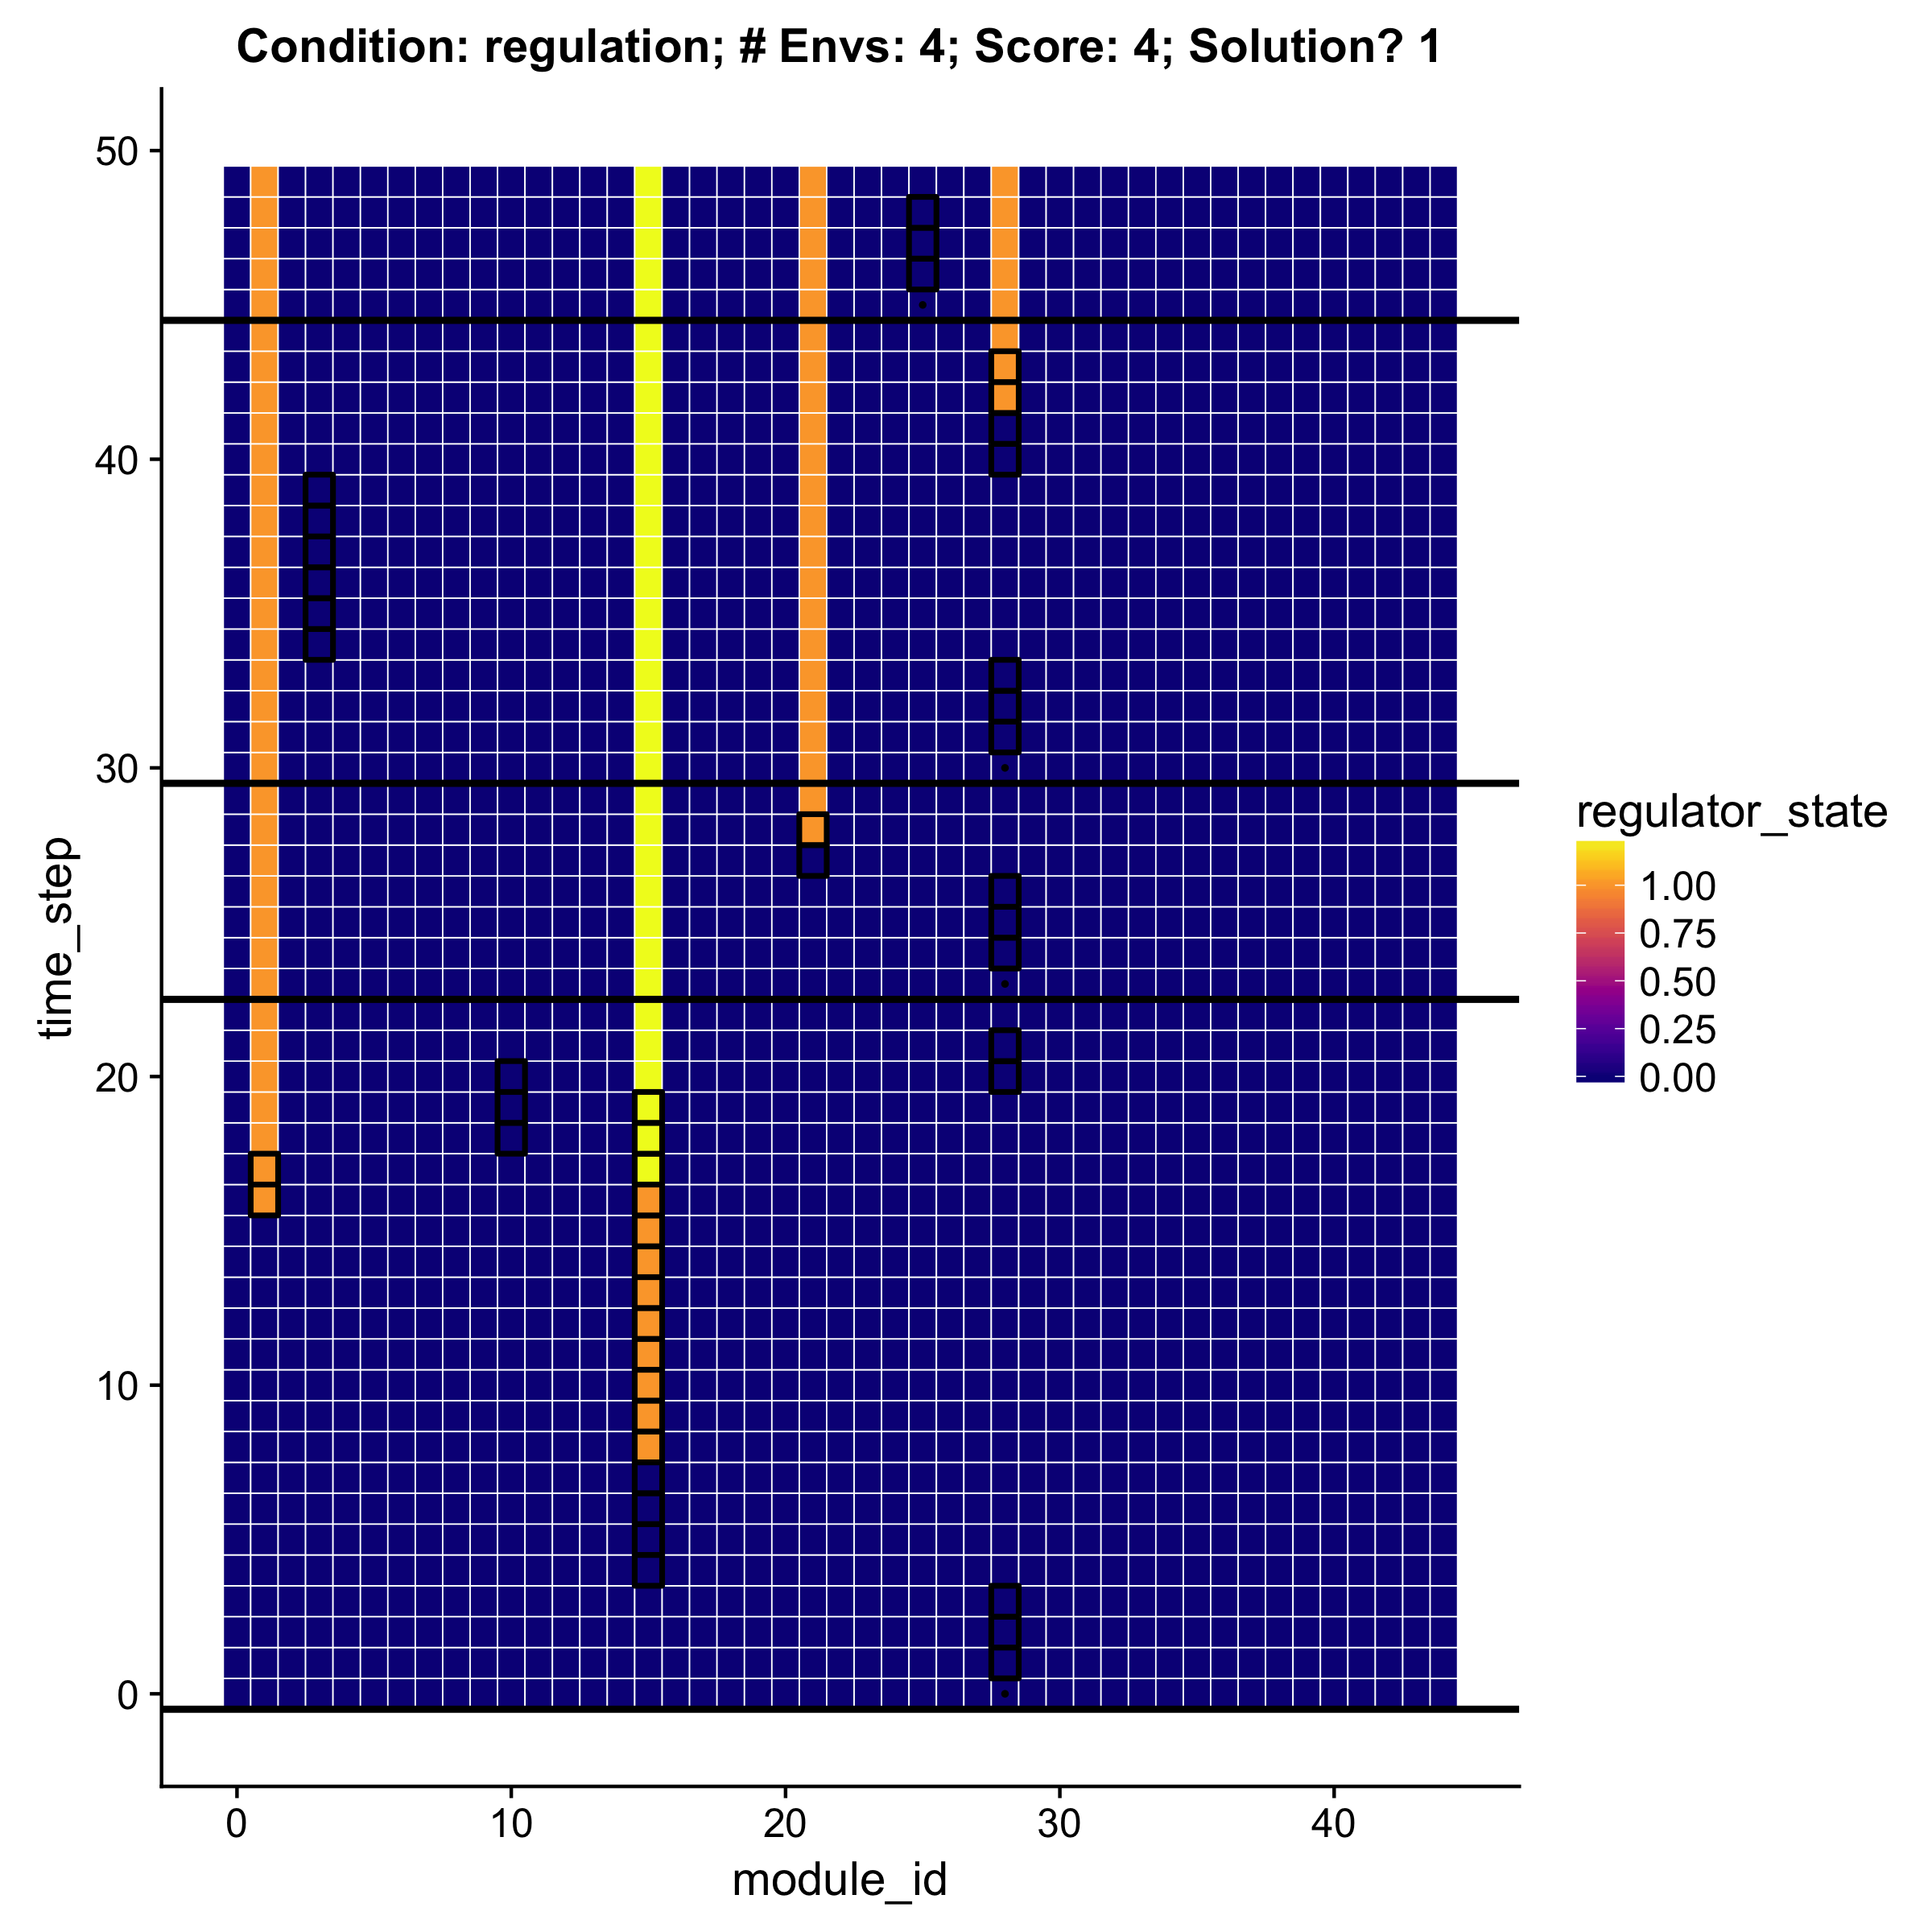 Condition: regulation; # Envs: 4; Score: 4; Solution? 1
50
40
30
20
10
0
time_step
0 10 20 30 40
module_id
regulator_state
1.00
0.75
0.50
0.25
0.00